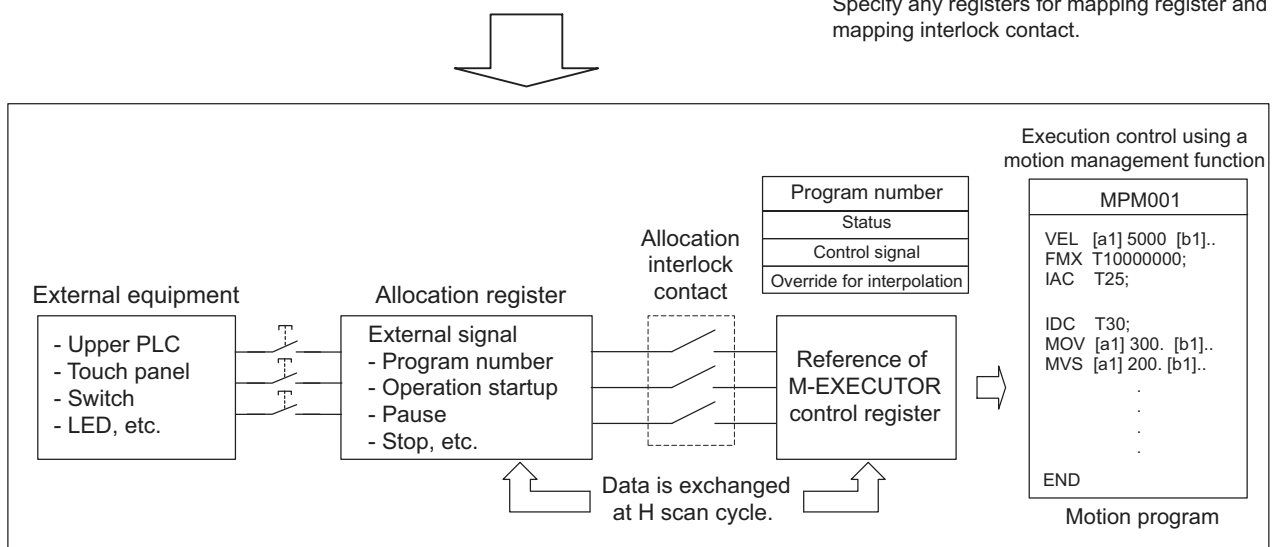 Specify any registers for mapping register and
mapping interlock contact.
Execution control using a
motion management function
Program number
Status
Control signal
Override for interpolation
MPM001
VEL [a1] 5000 [b1]..
FMX T10000000;
IAC T25;
IDC T30;
MOV [a1] 300. [b1]..
MVS [a1] 200. [b1]..
.
.
.
.
END
Motion program
Allocation
interlock
contact
External equipment
- Upper PLC
- Touch panel
- Switch
- LED, etc.
Allocation register
External signal
- Program number
- Operation startup
- Pause
- Stop, etc.
Reference of
M-EXECUTOR
control register
Data is exchanged
at H scan cycle.